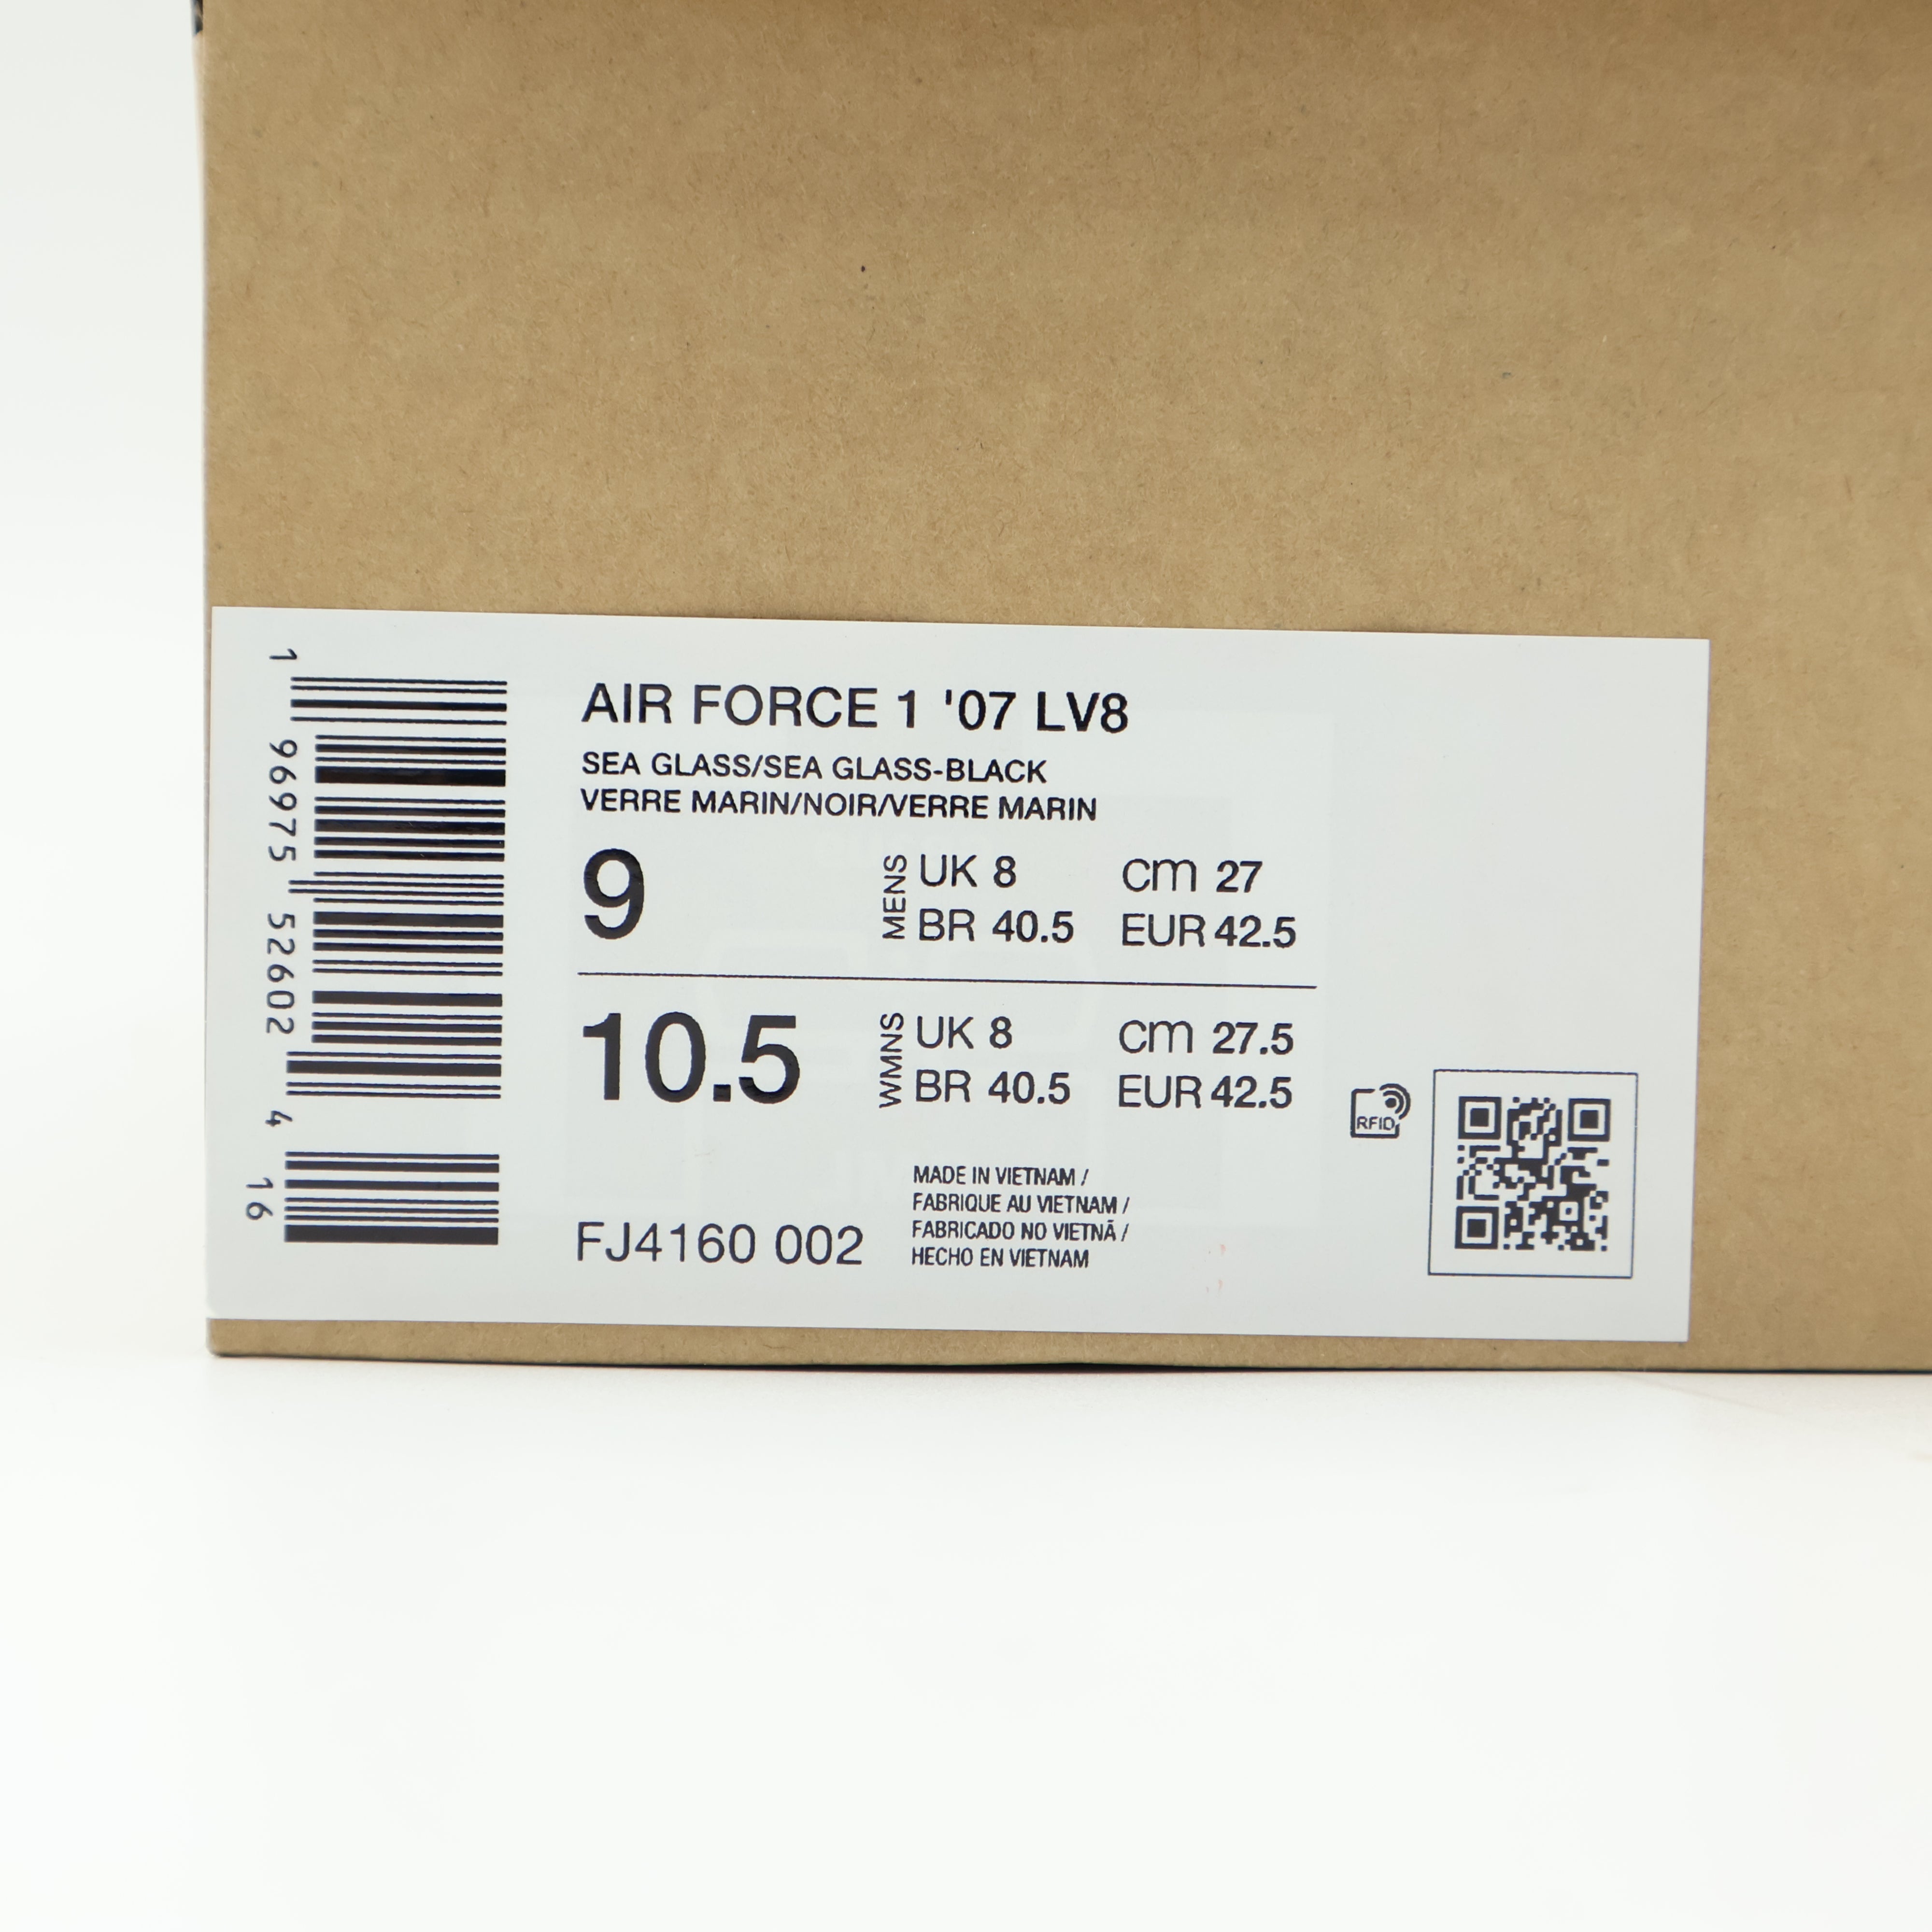 1 96975 52602 4
16
AIR FORCE 1 '07 LV8
SEA GLASS/SEA GLASS-BLACK
VERRE MARIN/NOIR/VERRE MARIN
9 MENS UK 8 cm 27
BR 40.5 EUR 42.5
10.5 WMNS UK 8 cm 27.5
BR 40.5 EUR 42.5
RFID
MADE IN VIETNAM /
FABRIQUE AU VIETNAM /
FABRICADO NO VIETNÃ /
HECHO EN VIETNAM
FJ4160 002